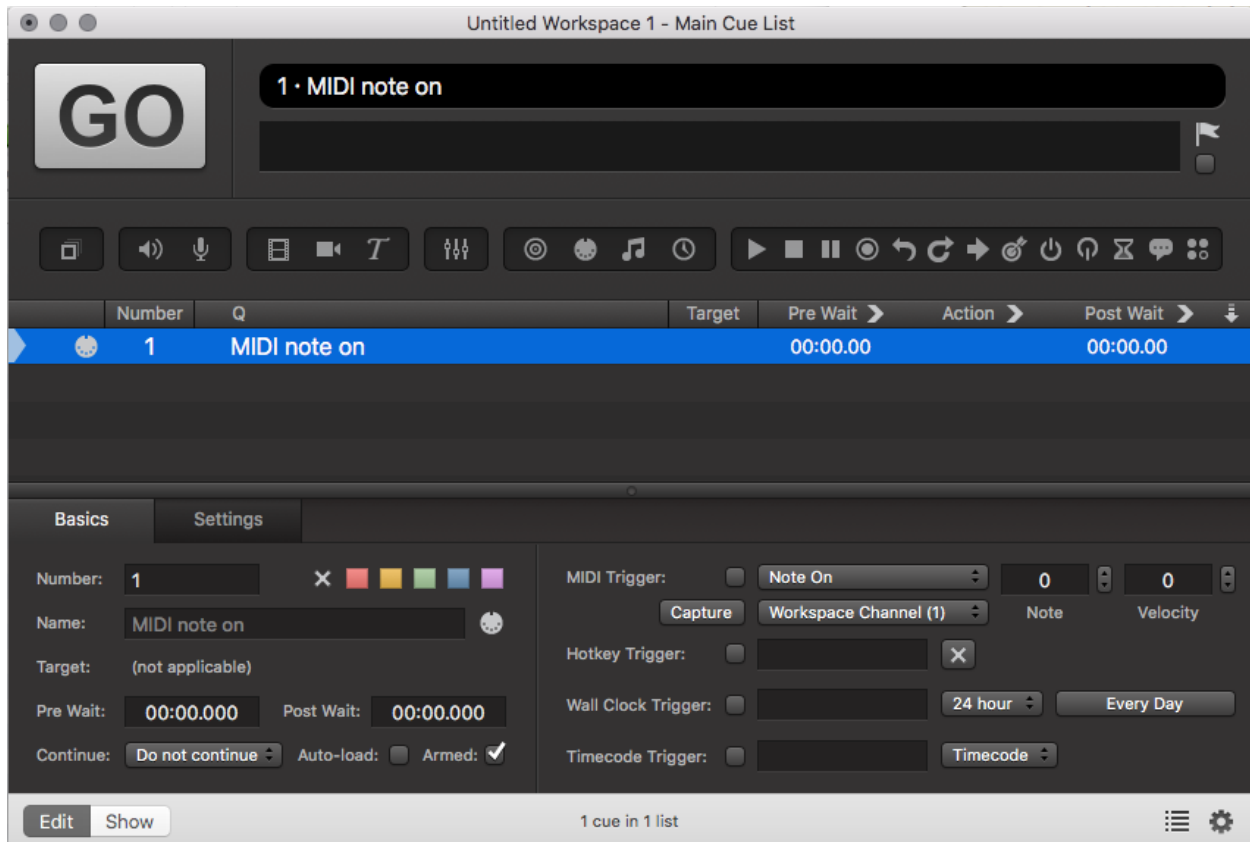 Untitled Workspace 1 - Main Cue List
GO
1 · MIDI note on
Number Q Target Pre Wait Action Post Wait
1 MIDI note on 00:00.00 00:00.00
Basics Settings
Number: 1
Name: MIDI note on
Target: (not applicable)
Pre Wait: 00:00.000 Post Wait: 00:00.000
Continue: Do not continue Auto-load: Armed:
MIDI Trigger: Note On 0 0
Capture Workspace Channel (1) Note Velocity
Hotkey Trigger:
Wall Clock Trigger: 24 hour Every Day
Timecode Trigger: Timecode
Edit Show 1 cue in 1 list